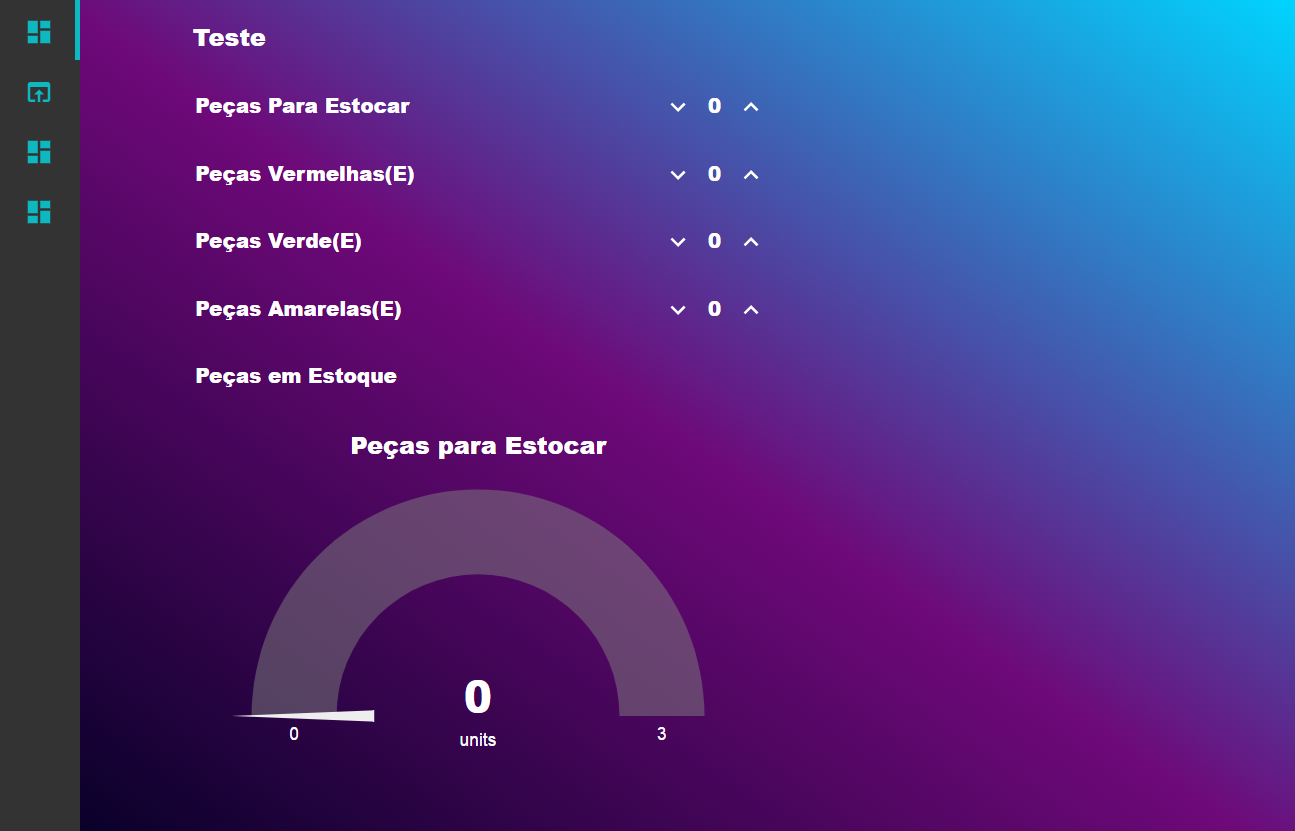 Teste
Peças Para Estocar 0
Peças Vermelhas(E) 0
Peças Verde(E) 0
Peças Amarelas(E) 0
Peças em Estoque
Peças para Estocar
0
units
0 3